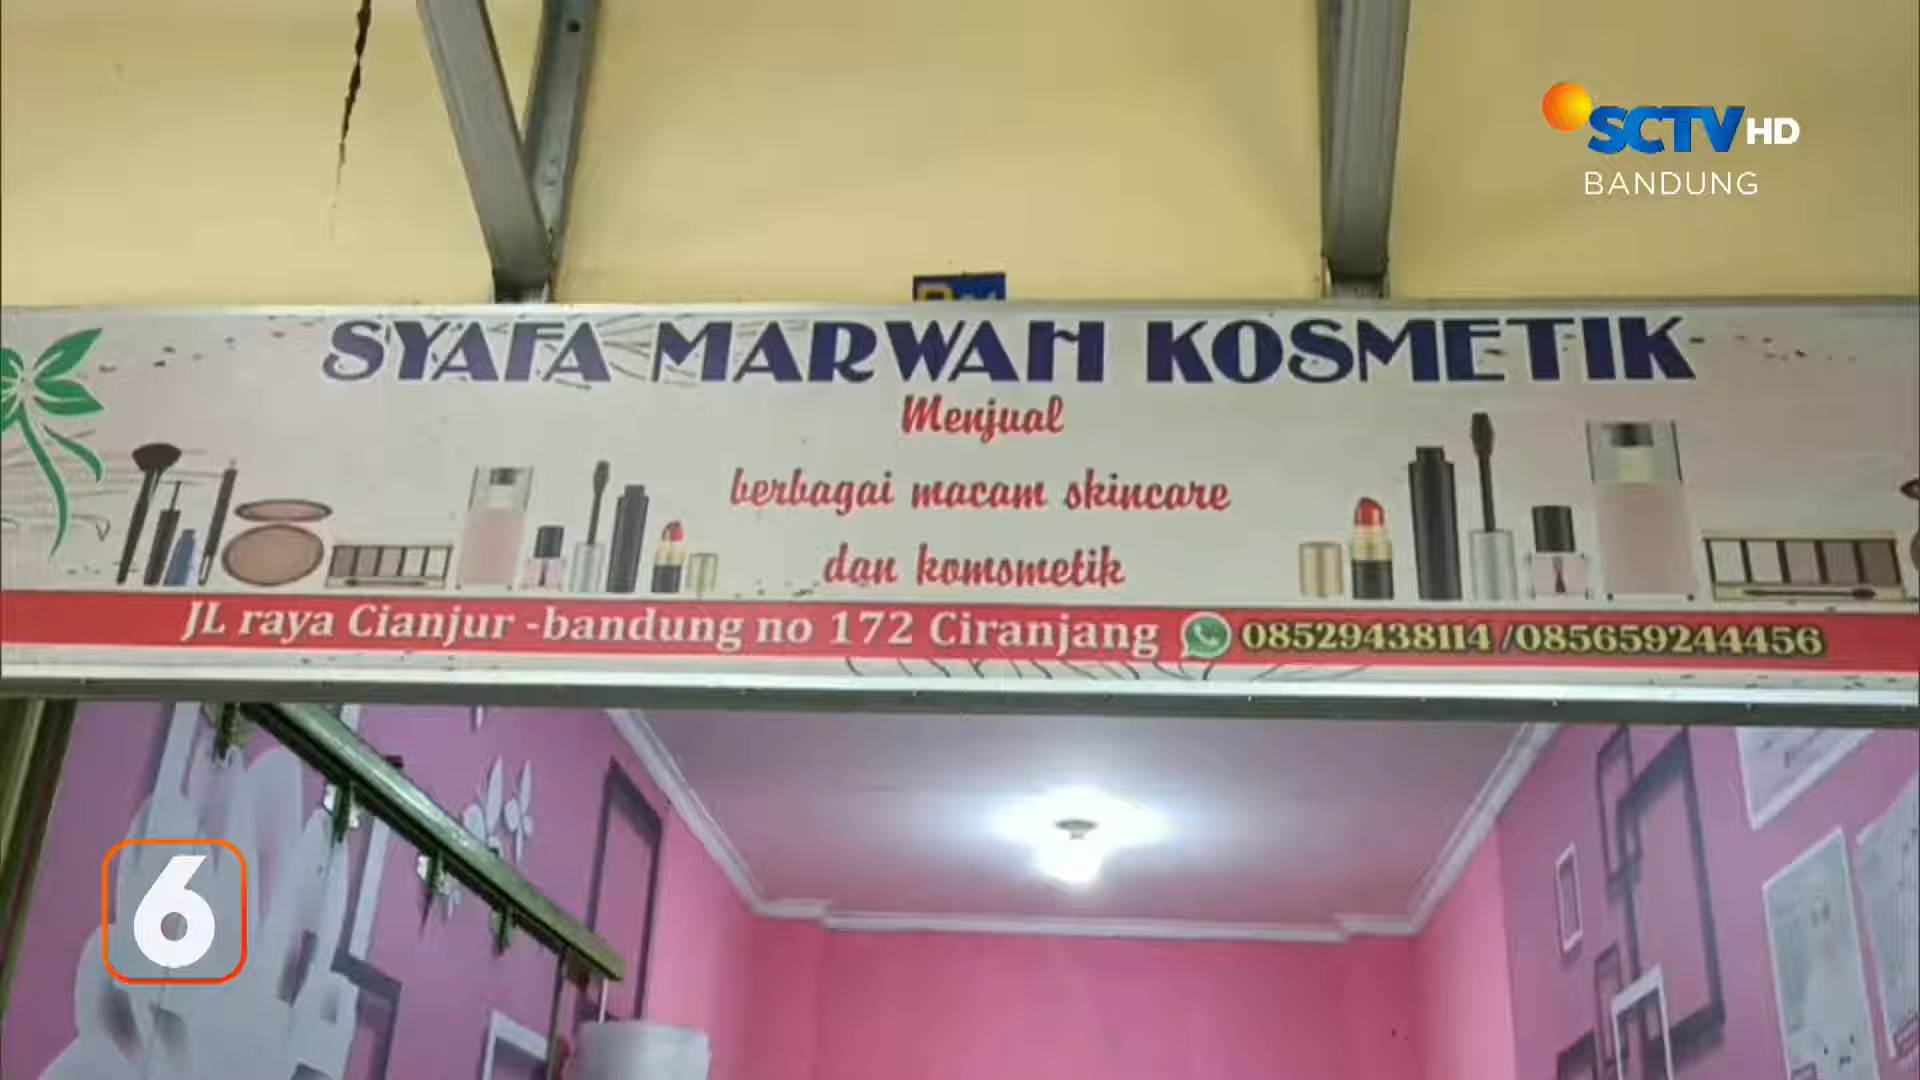 SCTV HD
BANDUNG
SYAFA MARWAH KOSMETIK
Menjual
berbagai macam skincare
dan komsmetik
JL raya Cianjur -bandung no 172 Ciranjang 08529438114 /085659244456
6